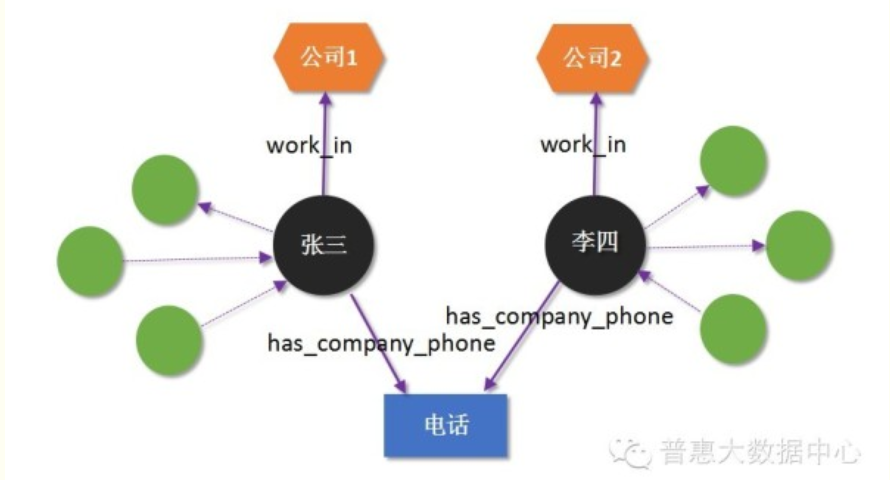 公司1
公司2
work_in
work_in
张三
李四
has_company_phone
has_company_phone
电话
普惠大数据中心